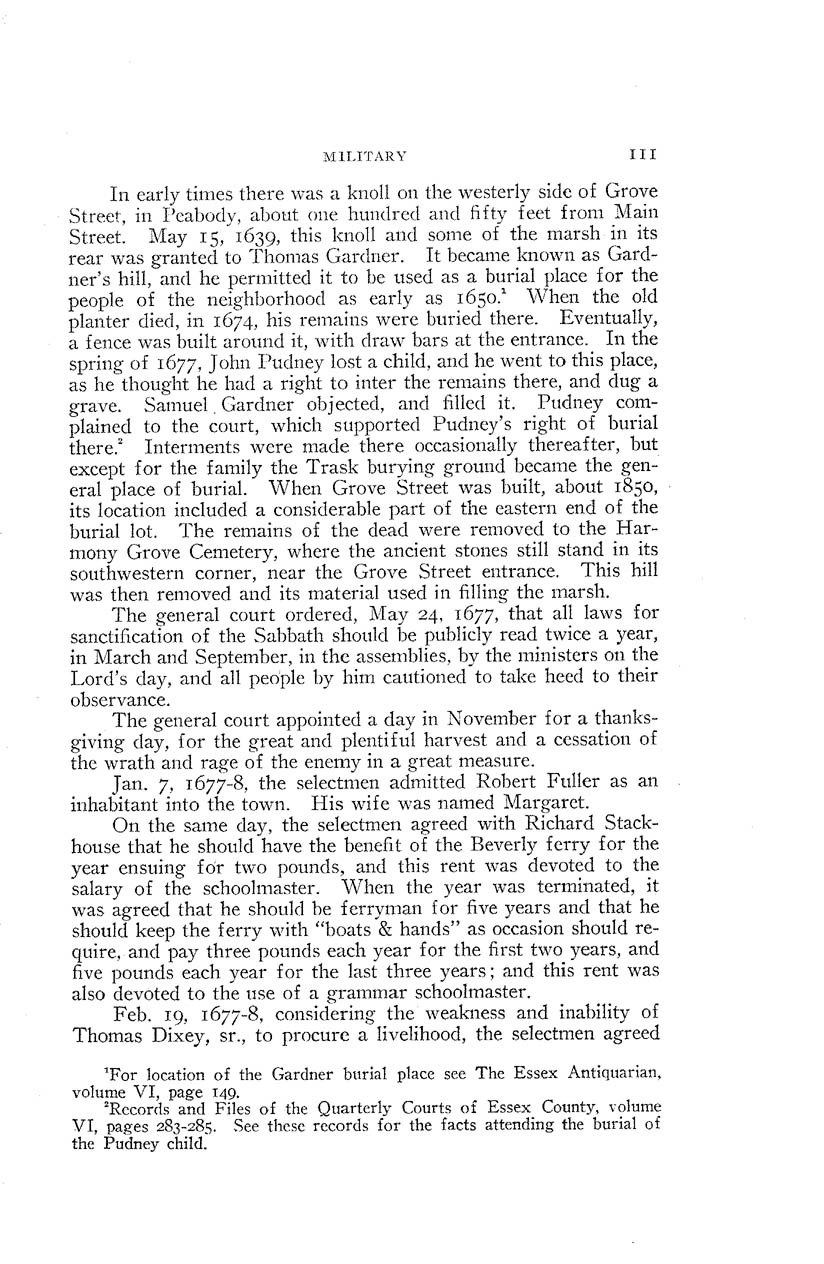 MILITARY 111
In early times there was a knoll on the westerly side of Grove
Street, in Peabody, about one hundred and fifty feet from Main
Street. May 15, 1639, this knoll and some of the marsh in its
rear was granted to Thomas Gardner. It became known as Gard-
ner's hill, and he permitted it to be used as a burial place for the
people of the neighborhood as early as 1650.¹ When the old
planter died, in 1674, his remains were buried there. Eventually,
a fence was built around it, with draw bars at the entrance. In the
spring of 1677, John Pudney lost a child, and he went to this place,
as he thought he had a right to inter the remains there, and dug a
grave. Samuel Gardner objected, and filled it. Pudney com-
plained to the court, which supported Pudney's right of burial
there.² Interments were made there occasionally thereafter, but
except for the family the Trask burying ground became the gen-
eral place of burial. When Grove Street was built, about 1850,
its location included a considerable part of the eastern end of the
burial lot. The remains of the dead were removed to the Har-
mony Grove Cemetery, where the ancient stones still stand in its
southwestern corner, near the Grove Street entrance. This hill
was then removed and its material used in filling the marsh.
The general court ordered, May 24, 1677, that all laws for
sanctification of the Sabbath should be publicly read twice a year,
in March and September, in the assemblies, by the ministers on the
Lord's day, and all people by him cautioned to take heed to their
observance.
The general court appointed a day in November for a thanks-
giving day, for the great and plentiful harvest and a cessation of
the wrath and rage of the enemy in a great measure.
Jan. 7, 1677-8, the selectmen admitted Robert Fuller as an
inhabitant into the town. His wife was named Margaret.
On the same day, the selectmen agreed with Richard Stack-
house that he should have the benefit of the Beverly ferry for the
year ensuing for two pounds, and this rent was devoted to the
salary of the schoolmaster. When the year was terminated, it
was agreed that he should be ferryman for five years and that he
should keep the ferry with "boats & hands" as occasion should re-
quire, and pay three pounds each year for the first two years, and
five pounds each year for the last three years; and this rent was
also devoted to the use of a grammar schoolmaster.
Feb. 19, 1677-8, considering the weakness and inability of
Thomas Dixey, sr., to procure a livelihood, the selectmen agreed
¹For location of the Gardner burial place see The Essex Antiquarian,
volume VI, page 149.
²Records and Files of the Quarterly Courts of Essex County, volume
VI, pages 283-285. See these records for the facts attending the burial of
the Pudney child.